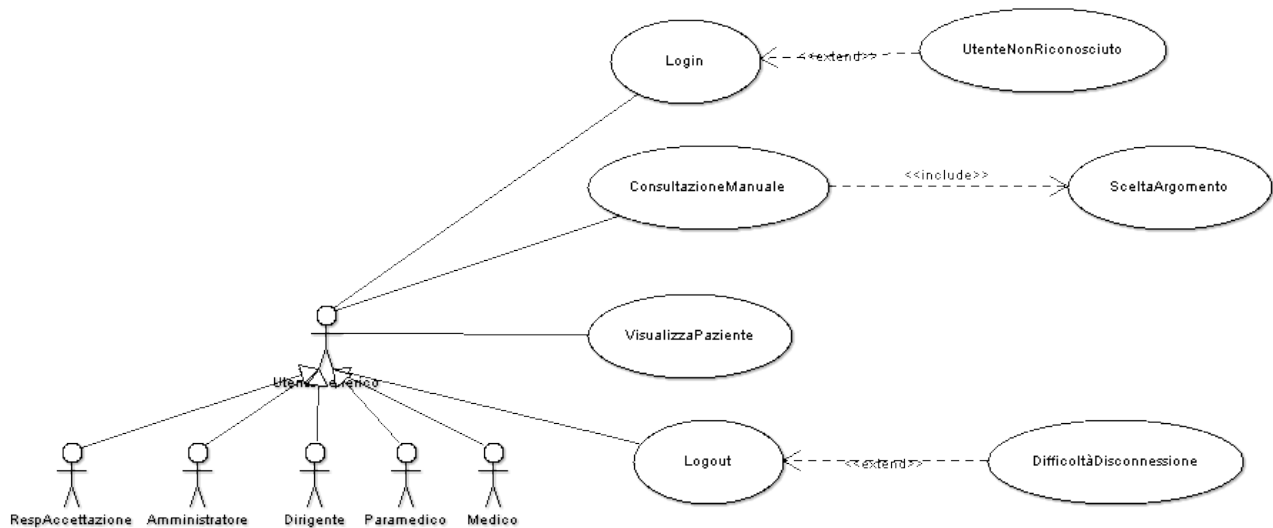 Login
<<extend>>
UtenteNonRiconosciuto
ConsultazioneManuale
<<include>>
SceltaArgomento
VisualizzaPaziente
Logout
<<extend>>
DifficoltàDisconnessione
RespAccettazione
Amministratore
Dirigente
Paramedico
Medico